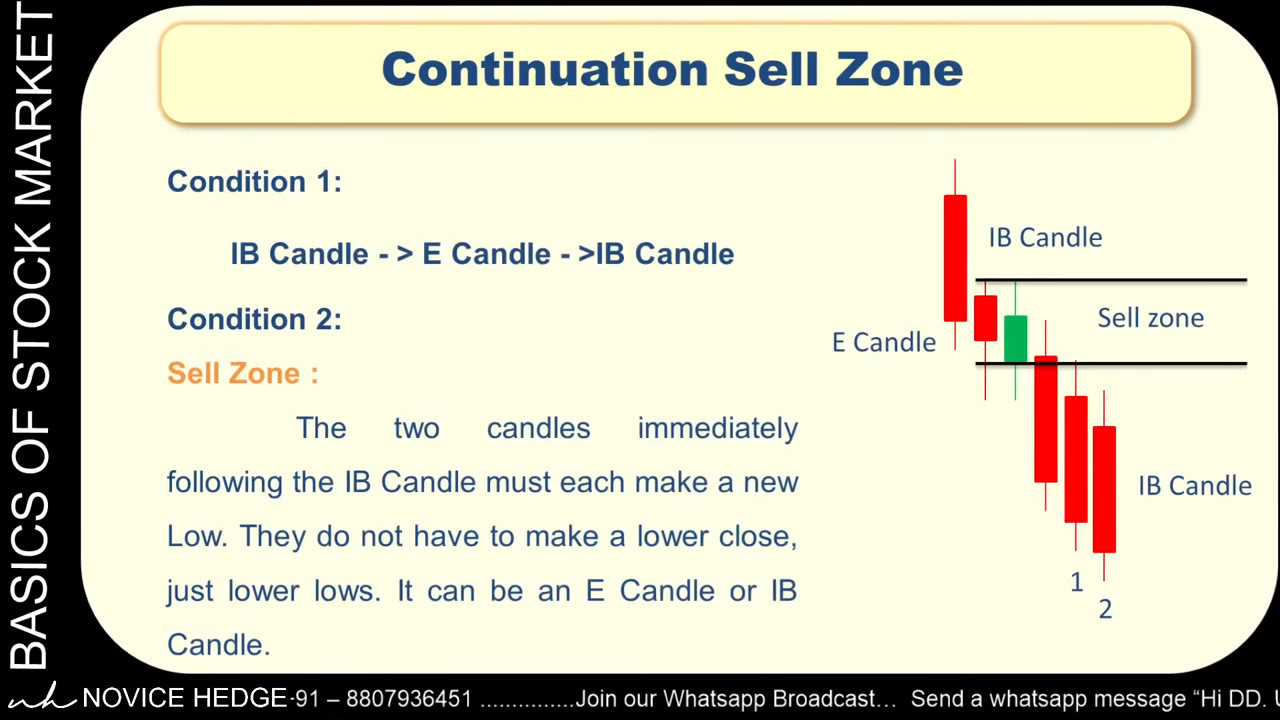 BASICS OF STOCK MARKET
Continuation Sell Zone
Condition 1:
IB Candle - > E Candle - >IB Candle
Condition 2:
Sell Zone :
The two candles immediately
following the IB Candle must each make a new
Low. They do not have to make a lower close,
just lower lows. It can be an E Candle or IB
Candle.
IB Candle
Sell zone
E Candle
IB Candle
1
2
nh NOVICE HEDGE -91 – 8807936451 ...............Join our Whatsapp Broadcast... Send a whatsapp message “Hi DD. U